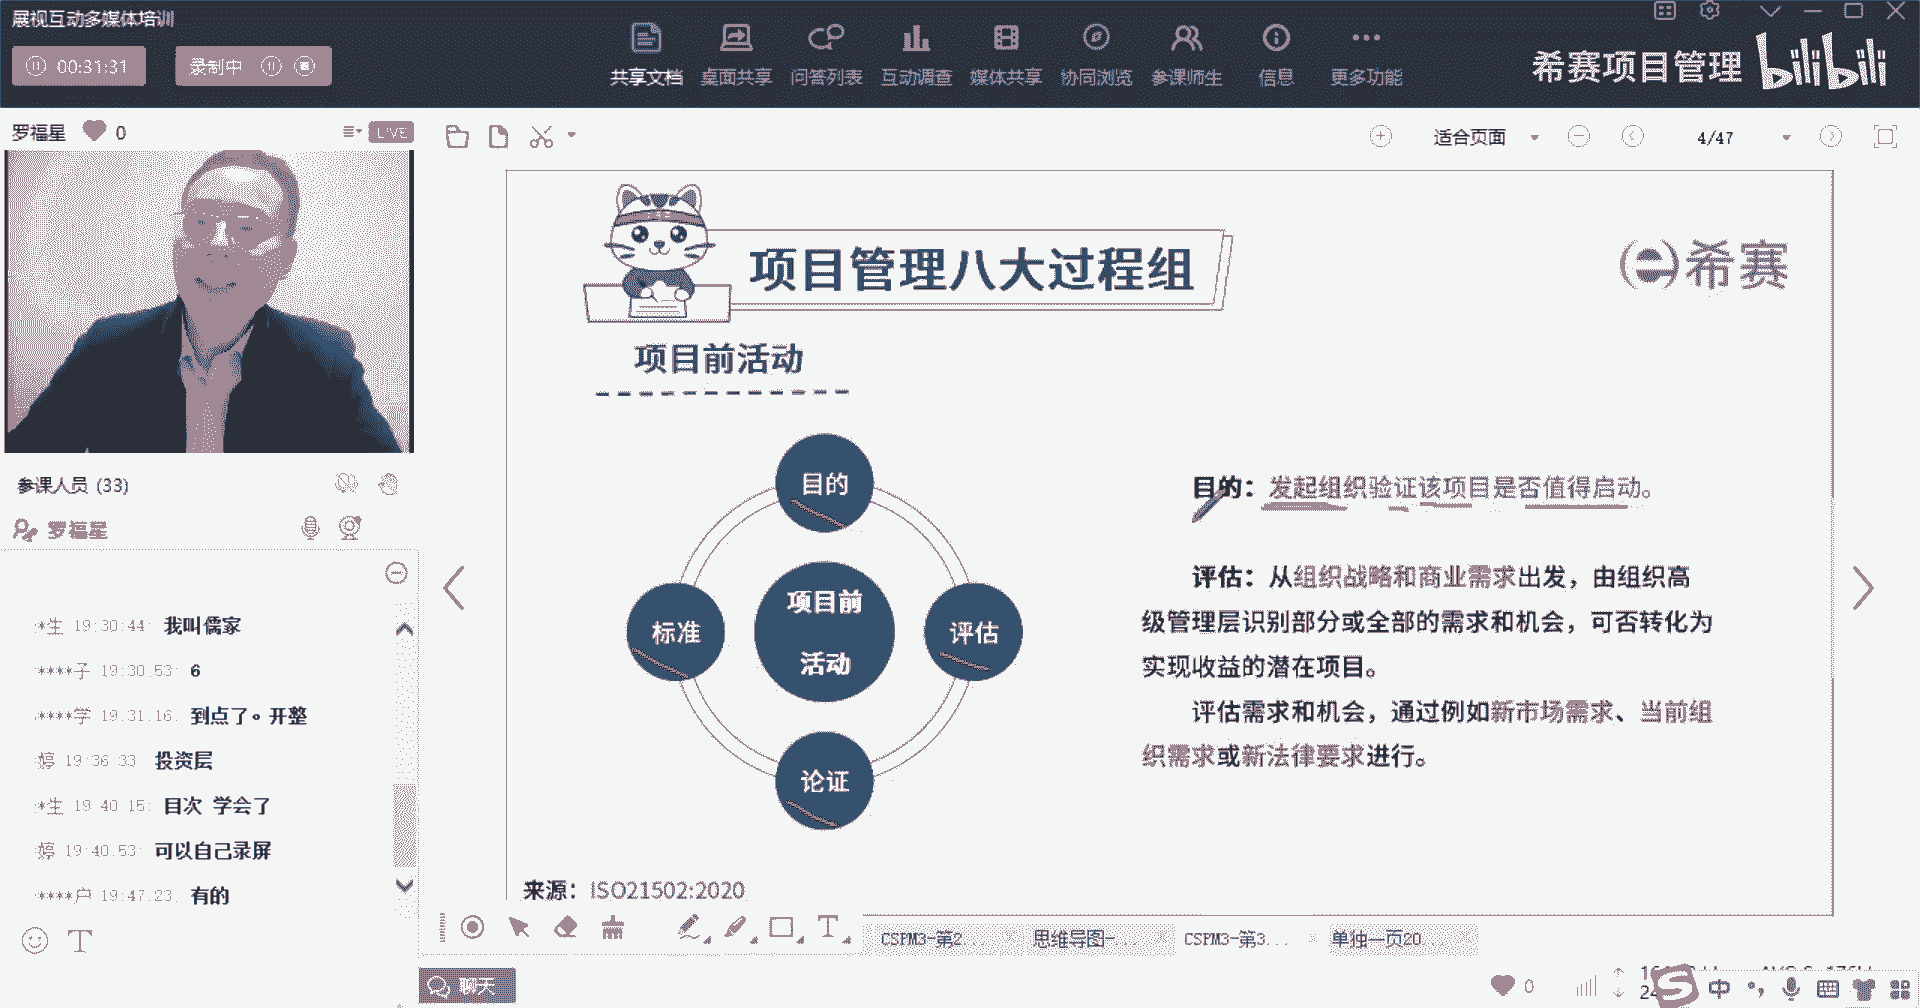 展视互动多媒体培训
00:31:31
录制中
共享文档
桌面共享
问答列表
互动调查
媒体共享
协同浏览
参课师生
信息
更多功能
希赛项目管理
bilibili
罗福星
0
LIVE
适合页面
4/47
项目管理八大过程组
希赛
项目前活动
目的
标准
项目前
活动
评估
论证
目的：发起组织验证该项目是否值得启动。
评估：从组织战略和商业需求出发，由组织高
级管理层识别部分或全部的需求和机会，可否转化为
实现收益的潜在项目。
评估需求和机会，通过例如新市场需求、当前组
织需求或新法律要求进行。
来源：ISO21502:2020
参课人员 (33)
罗福星
*生 19:30:44: 我叫儒家
****子 19:30:53: 6
****学 19:31:16: 到点了。开整
婷 19:36:33: 投资层
*生 19:40:15: 目次 学会了
婷 19:40:53: 可以自己录屏
****户 19:47:23: 有的
T
T
CSPM3-第2...
思维导图-...
CSPM3-第3...
单独一页20...
聊天
0
S 中